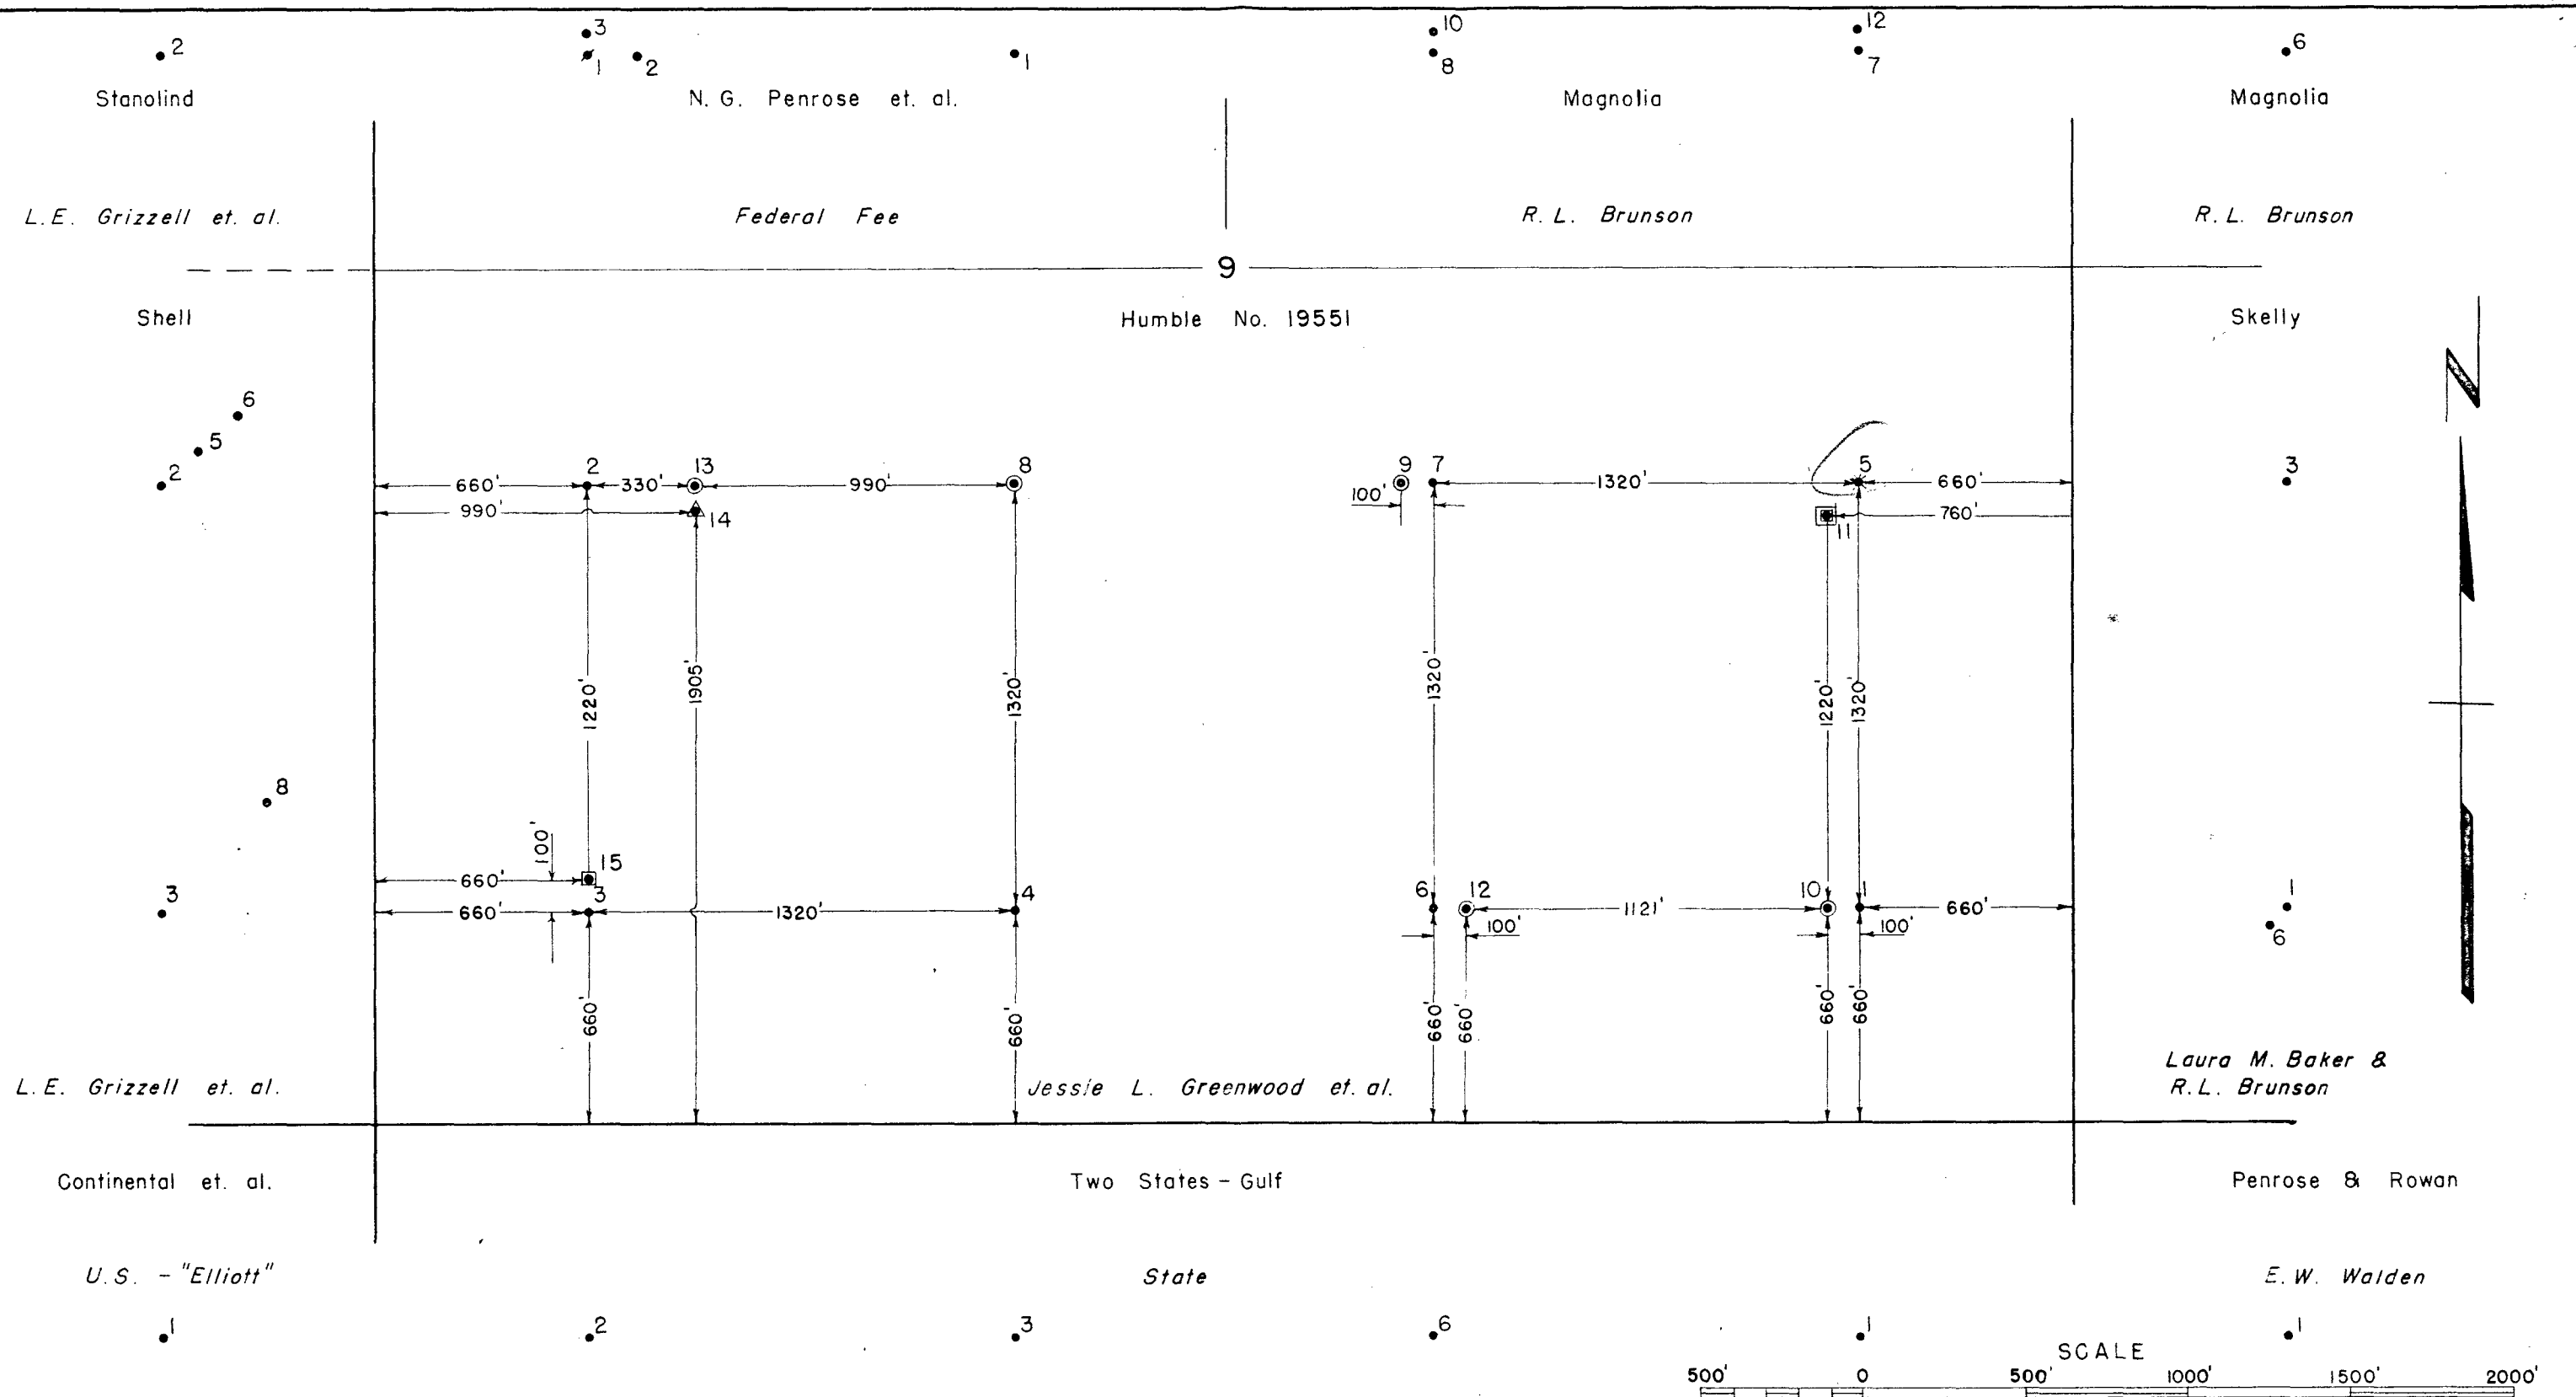 3 10 12
2 1 2 1 8 7 6
Stanolind N. G. Penrose et. al. Magnolia Magnolia
L.E. Grizzell et. al. Federal Fee R. L. Brunson R. L. Brunson
9
Shell Humble No. 19551 Skelly
6
5
2 2 13 8 9 7 5 3
660' 330' 990' 1320' 660'
100'
990' 14 760'
11
1220' 1905' 1320' 1320' 1220' 1320'
8
100'
15
660'
3 3 4 6 12 10 1 1
660' 1320' 1121' 660'
100' 100' 6
660' 660' 660' 660' 660' 660'
Laura M. Baker &
L.E. Grizzell et. al. Jessie L. Greenwood et. al. R.L. Brunson
Continental et. al. Two States - Gulf Penrose & Rowan
U.S. - "Elliott" State E.W. Walden
1 2 3 6 1 1
SCALE
500' 0 500' 1000' 1500' 2000'